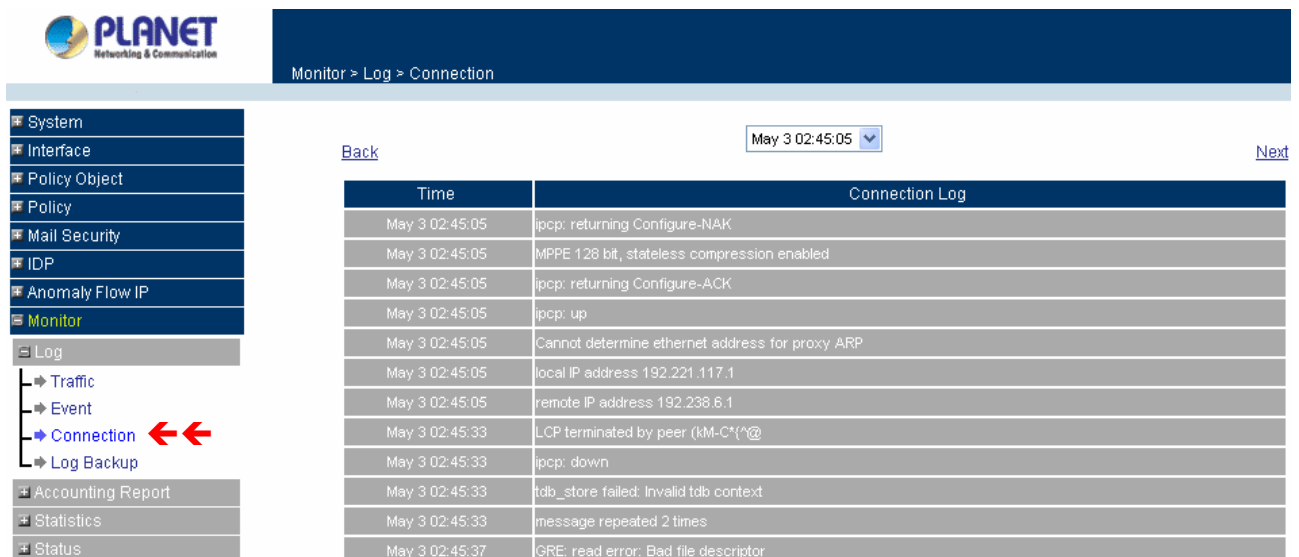 PLANET
Networking & Communication
Monitor > Log > Connection
System
Interface
Policy Object
Policy
Mail Security
IDP
Anomaly Flow IP
Monitor
Log
Traffic
Event
Connection
Log Backup
Accounting Report
Statistics
Status
May 3 02:45:05
Back
Next
Time Connection Log
May 3 02:45:05 ipcp: returning Configure-NAK
May 3 02:45:05 MPPE 128 bit, stateless compression enabled
May 3 02:45:05 ipcp: returning Configure-ACK
May 3 02:45:05 ipcp: up
May 3 02:45:05 Cannot determine ethernet address for proxy ARP
May 3 02:45:05 local IP address 192.221.117.1
May 3 02:45:05 remote IP address 192.238.6.1
May 3 02:45:33 LCP terminated by peer (kM-C*{^@
May 3 02:45:33 ipcp: down
May 3 02:45:33 tdb_store failed: Invalid tdb context
May 3 02:45:33 message repeated 2 times
May 3 02:45:37 GRE: read error: Bad file descriptor